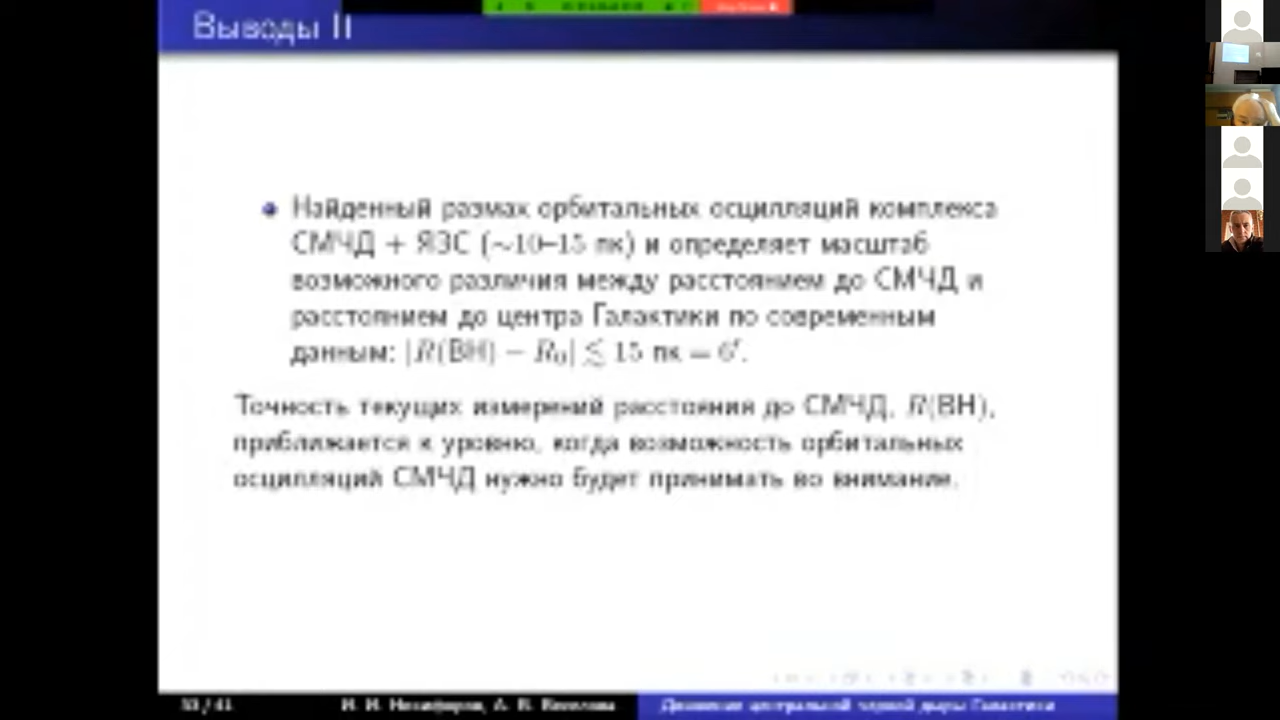 Выводы II
Найденный размах орбитальных осцилляций комплекса
СМЧД + ЯЗС (~10–15 пк) и определяет масштаб
возможного различия между расстоянием до СМЧД и
расстоянием до центра Галактики по современным
данным: |R(BH) − R₀| ≲ 15 пк = 6′.
Точность текущих измерений расстояния до СМЧД, R(BH),
приближается к уровню, когда возможность орбитальных
осцилляций СМЧД нужно будет принимать во внимание.
И. И. Никифоров, А. В.
Движение центральной черной дыры Галактики